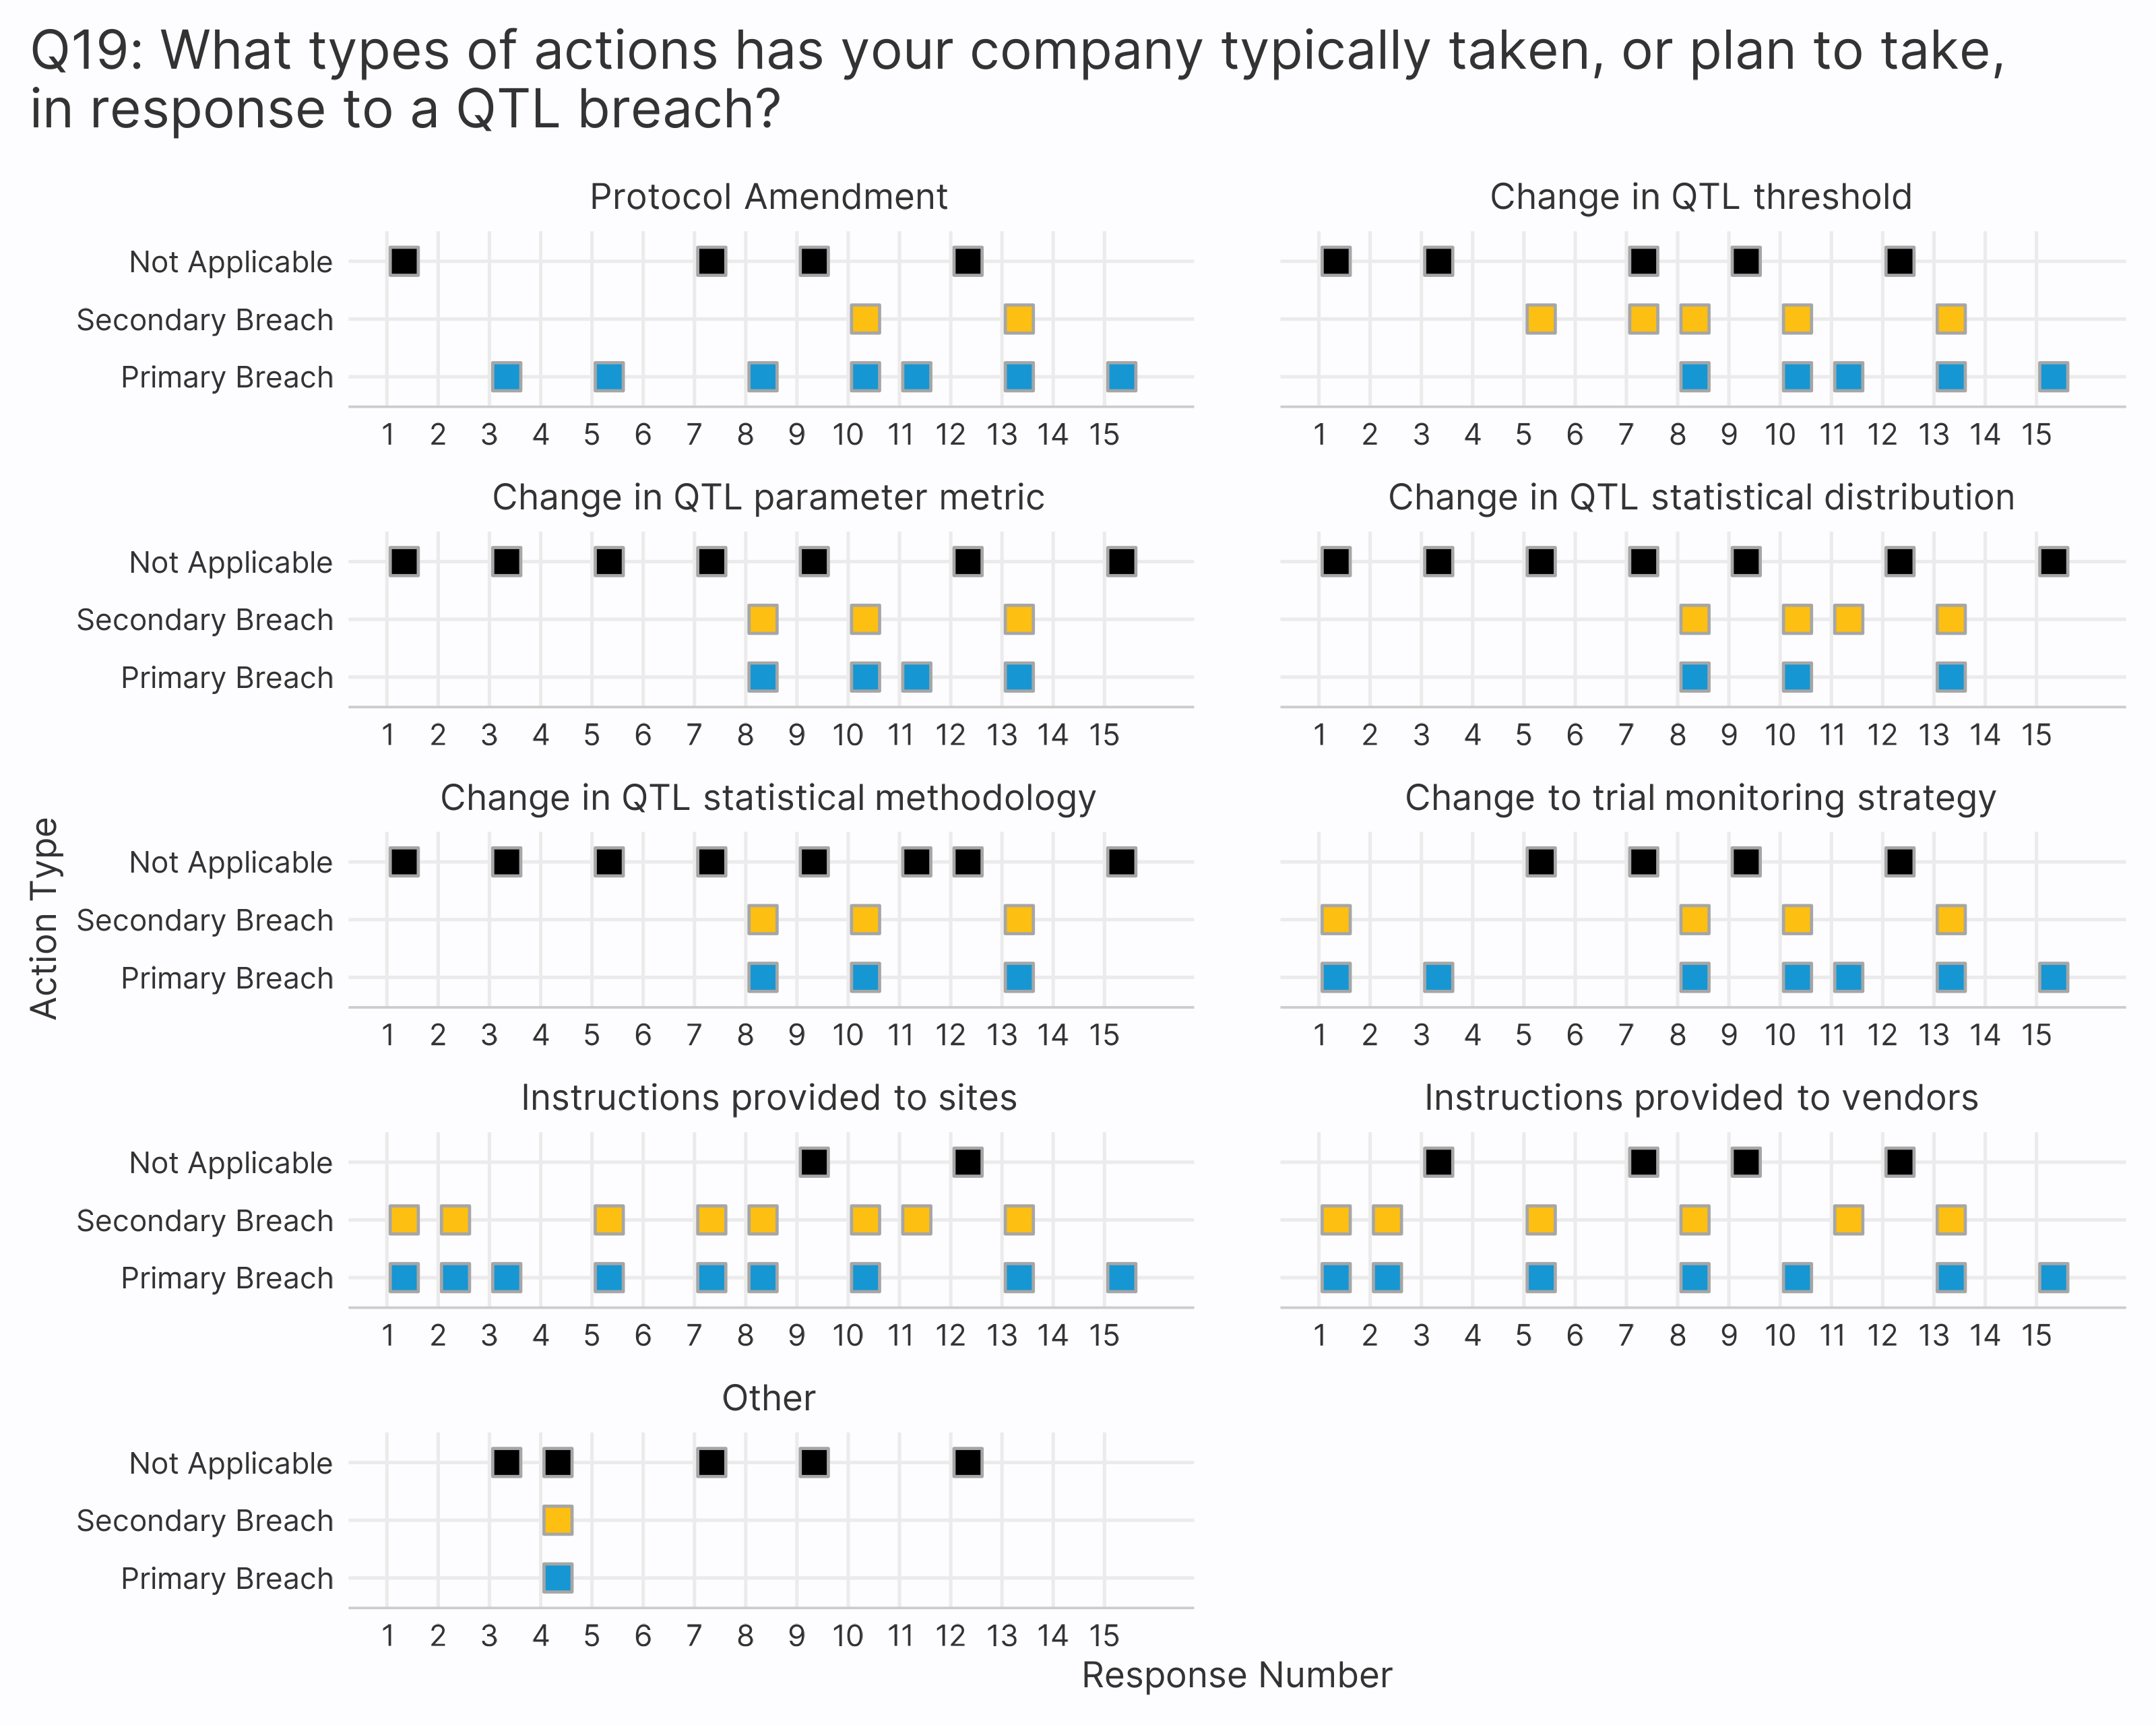 Q19: What types of actions has your company typically taken, or plan to take,
in response to a QTL breach?
Protocol Amendment
Not Applicable
Secondary Breach
Primary Breach
1 2 3 4 5 6 7 8 9 10 11 12 13 14 15
Change in QTL threshold
1 2 3 4 5 6 7 8 9 10 11 12 13 14 15
Change in QTL parameter metric
Not Applicable
Secondary Breach
Primary Breach
1 2 3 4 5 6 7 8 9 10 11 12 13 14 15
Change in QTL statistical distribution
1 2 3 4 5 6 7 8 9 10 11 12 13 14 15
Action Type
Change in QTL statistical methodology
Not Applicable
Secondary Breach
Primary Breach
1 2 3 4 5 6 7 8 9 10 11 12 13 14 15
Change to trial monitoring strategy
1 2 3 4 5 6 7 8 9 10 11 12 13 14 15
Instructions provided to sites
Not Applicable
Secondary Breach
Primary Breach
1 2 3 4 5 6 7 8 9 10 11 12 13 14 15
Instructions provided to vendors
1 2 3 4 5 6 7 8 9 10 11 12 13 14 15
Other
Not Applicable
Secondary Breach
Primary Breach
1 2 3 4 5 6 7 8 9 10 11 12 13 14 15
Response Number